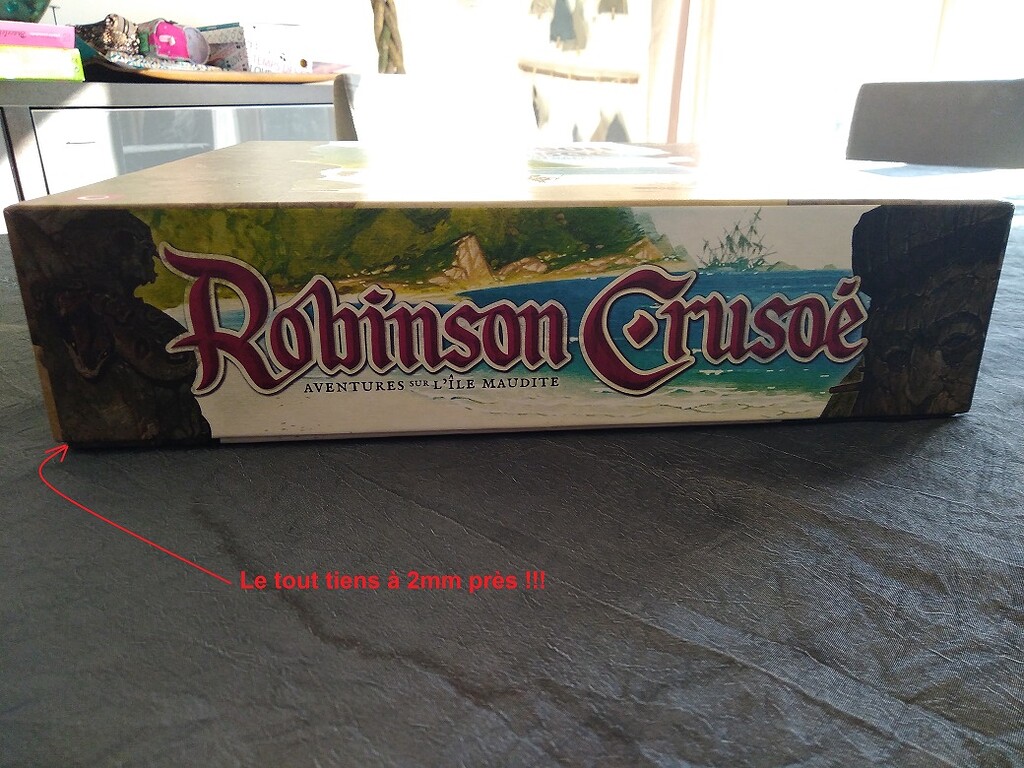 Robinson Crusoé
AVENTURES SUR L'ÎLE MAUDITE
Le tout tiens à 2mm près !!!